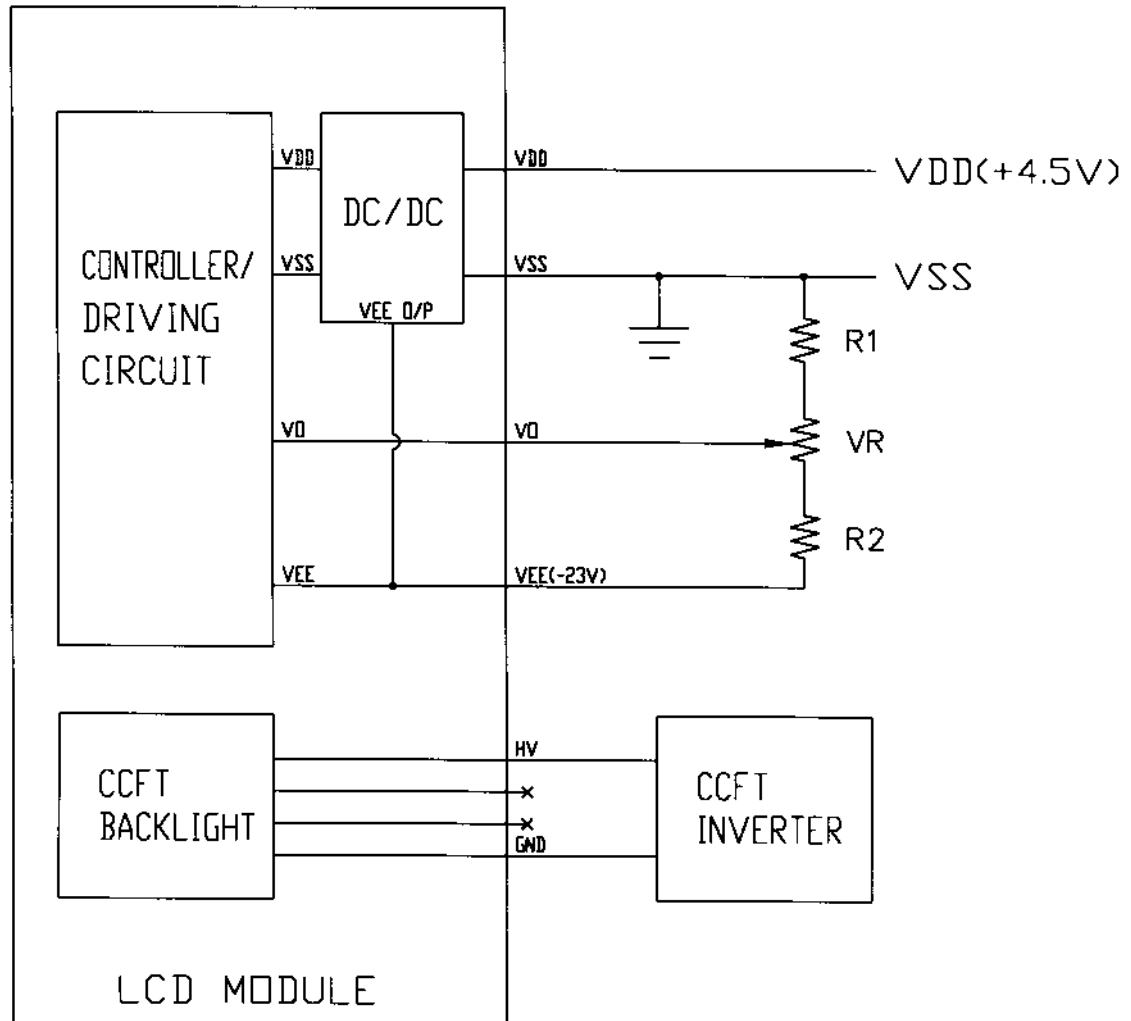 VDD
VDD
VDD(+4.5V)
DC/DC
CONTROLLER/
DRIVING
CIRCUIT
VSS
VSS
VSS
VEE O/P
R1
VO
VO
VR
R2
VEE
VEE(-23V)
HV
CCFT
BACKLIGHT
CCFT
INVERTER
GND
LCD MODULE